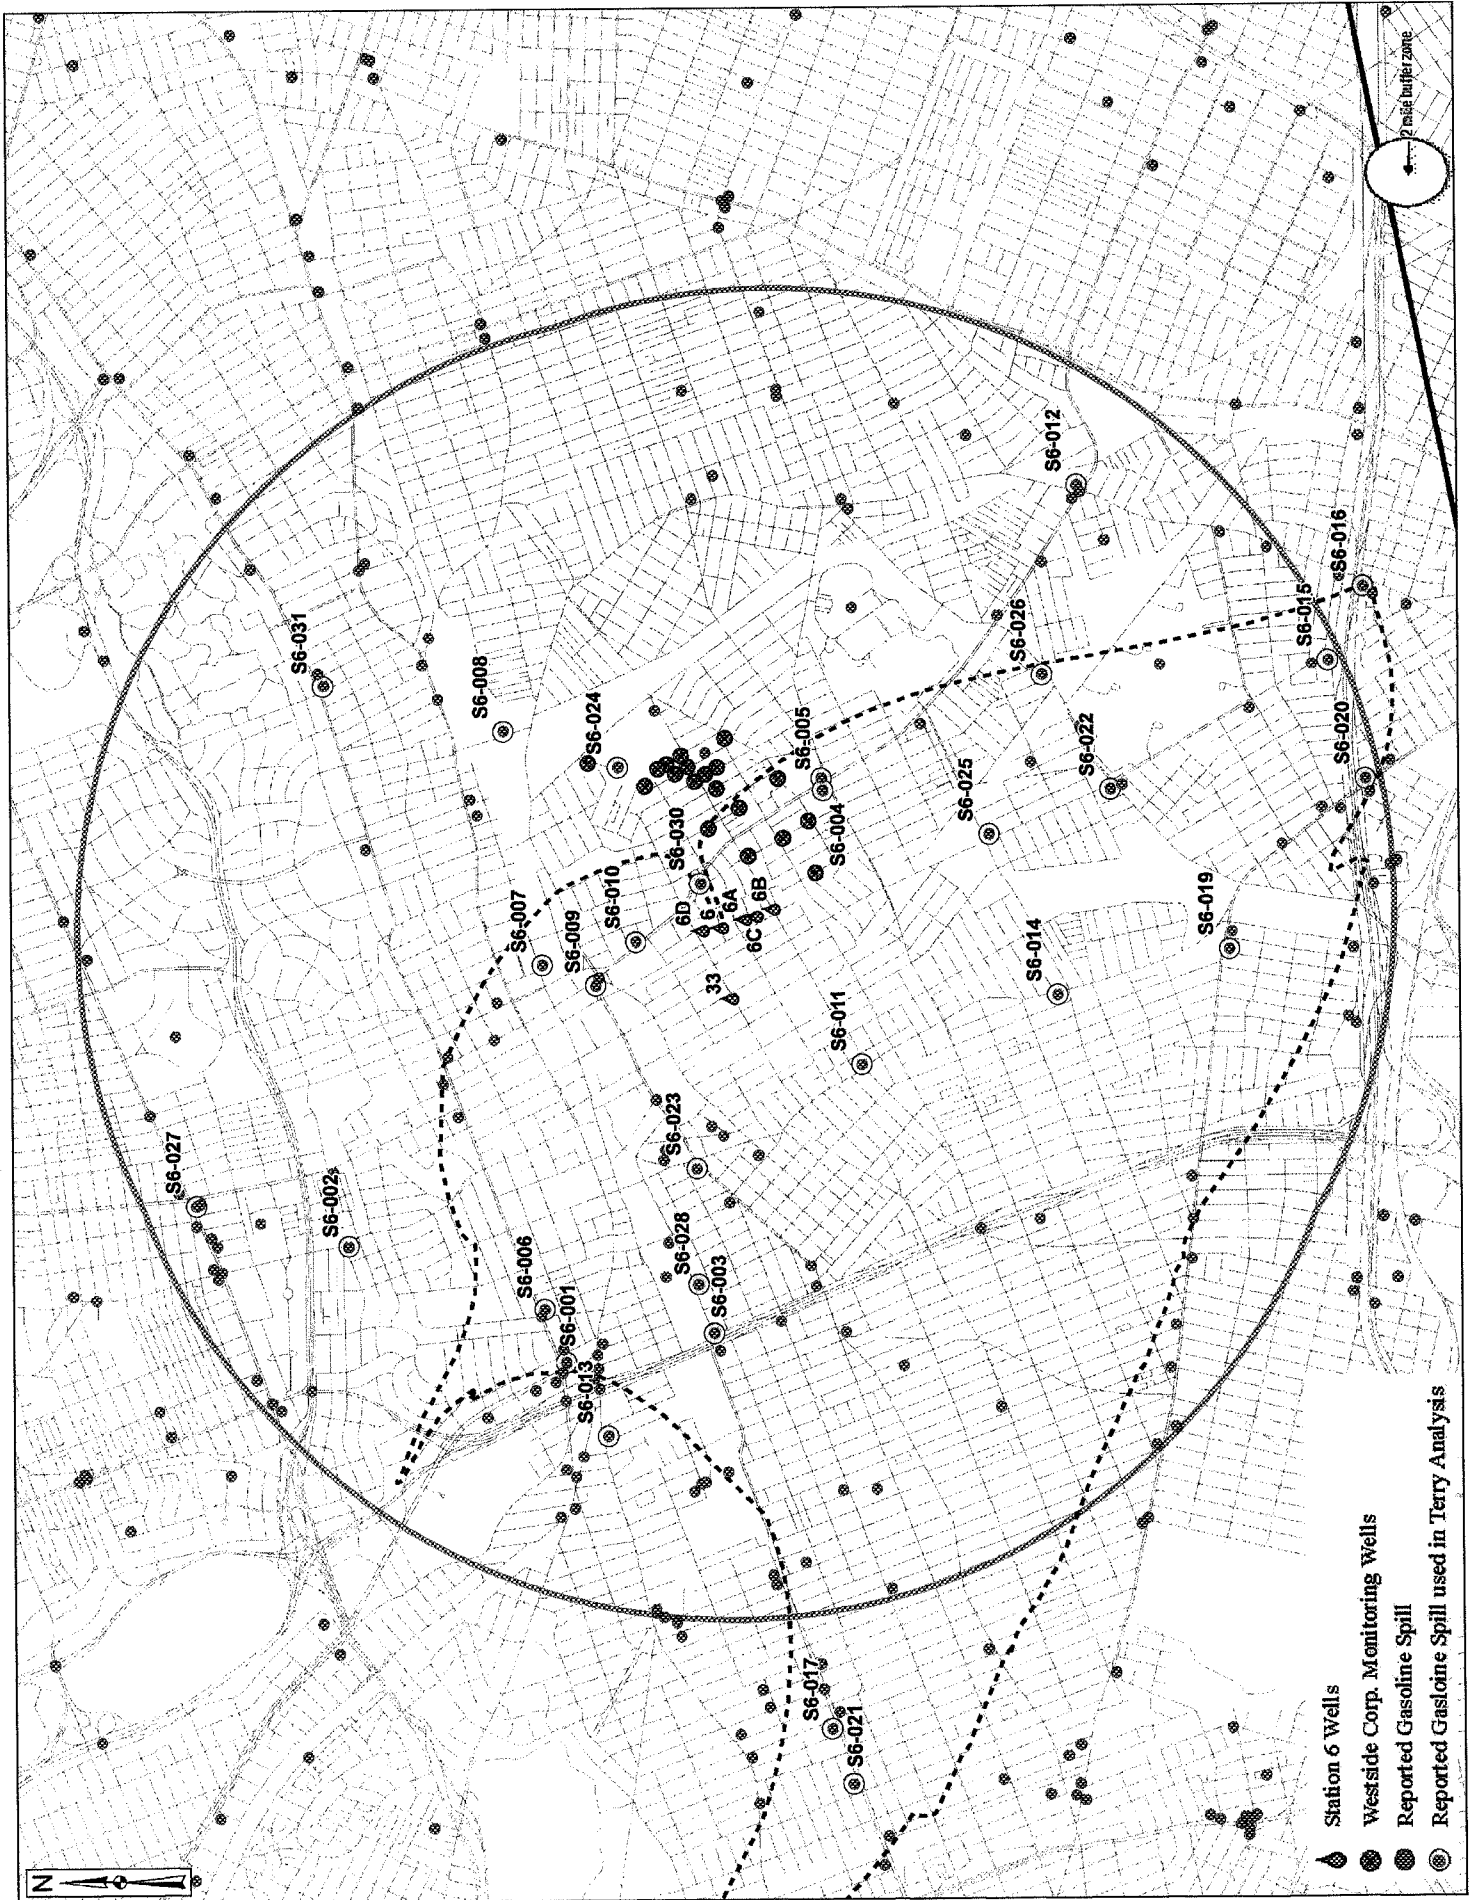 N
2 mile buffer zone
S6-012
S6-016
S6-015
S6-031
S6-026
S6-008
S6-024
S6-005
S6-020
S6-022
S6-025
S6-030
S6-004
S6-010
S6-007
S6-009
6D
6
6A
6B
6C
33
S6-019
S6-014
S6-011
S6-023
S6-027
S6-002
S6-028
S6-006
S6-003
S6-001
S6-013
S6-017
S6-021
Station 6 Wells
Westside Corp. Monitoring Wells
Reported Gasoline Spill
Reported Gasloine Spill used in Terry Analysis